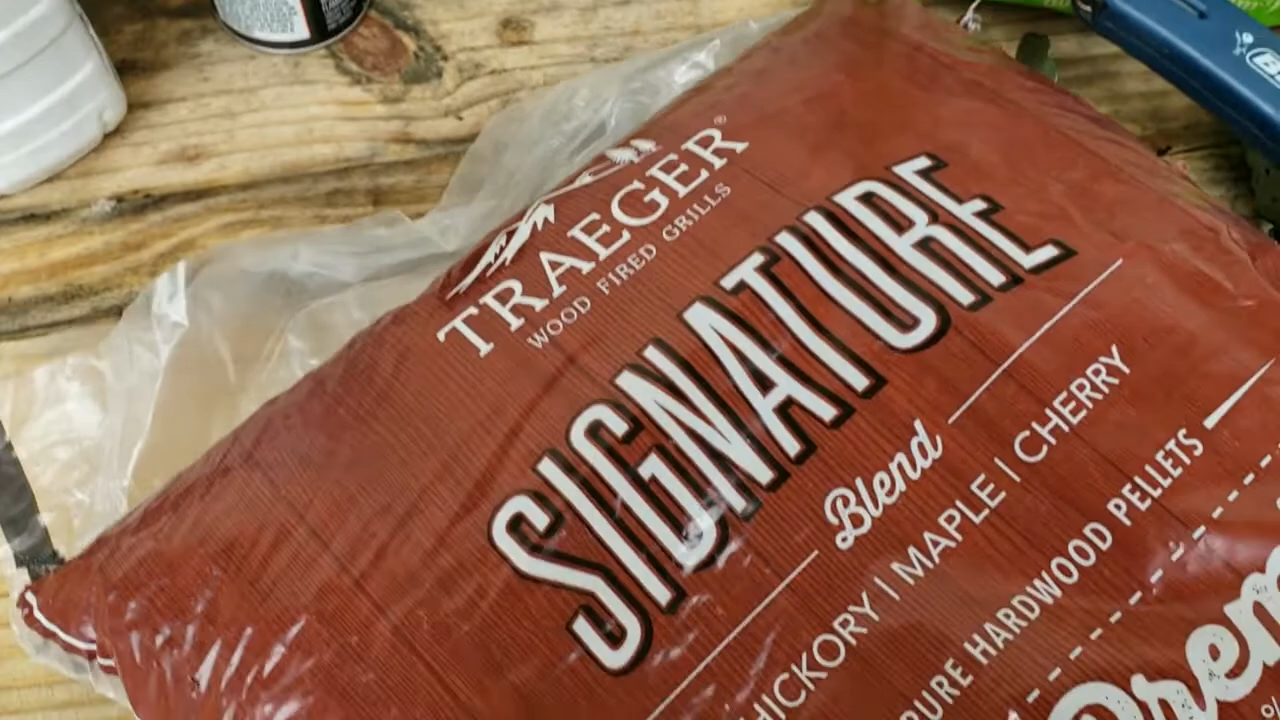 TRAEGER®
WOOD FIRED GRILLS
SIGNATURE
Blend
HICKORY | MAPLE | CHERRY
PURE HARDWOOD PELLETS